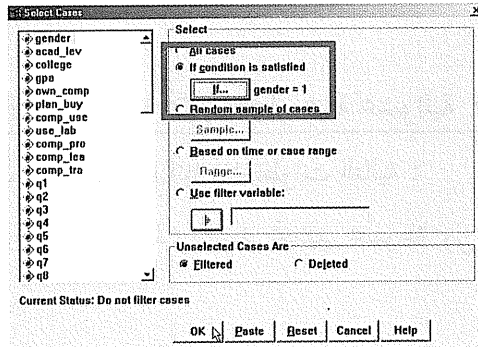 Select Cases
gender
acad_lev
college
gpa
own_comp
plan_buy
comp_use
use_lab
comp_pro
comp_lea
comp_tra
q1
q2
q3
q4
q5
q6
q7
q8
Select
All cases
If condition is satisfied
If... gender = 1
Random sample of cases
Sample...
Based on time or case range
Range...
Use filter variable:
Unselected Cases Are
Filtered Deleted
Current Status: Do not filter cases
OK Paste Reset Cancel Help